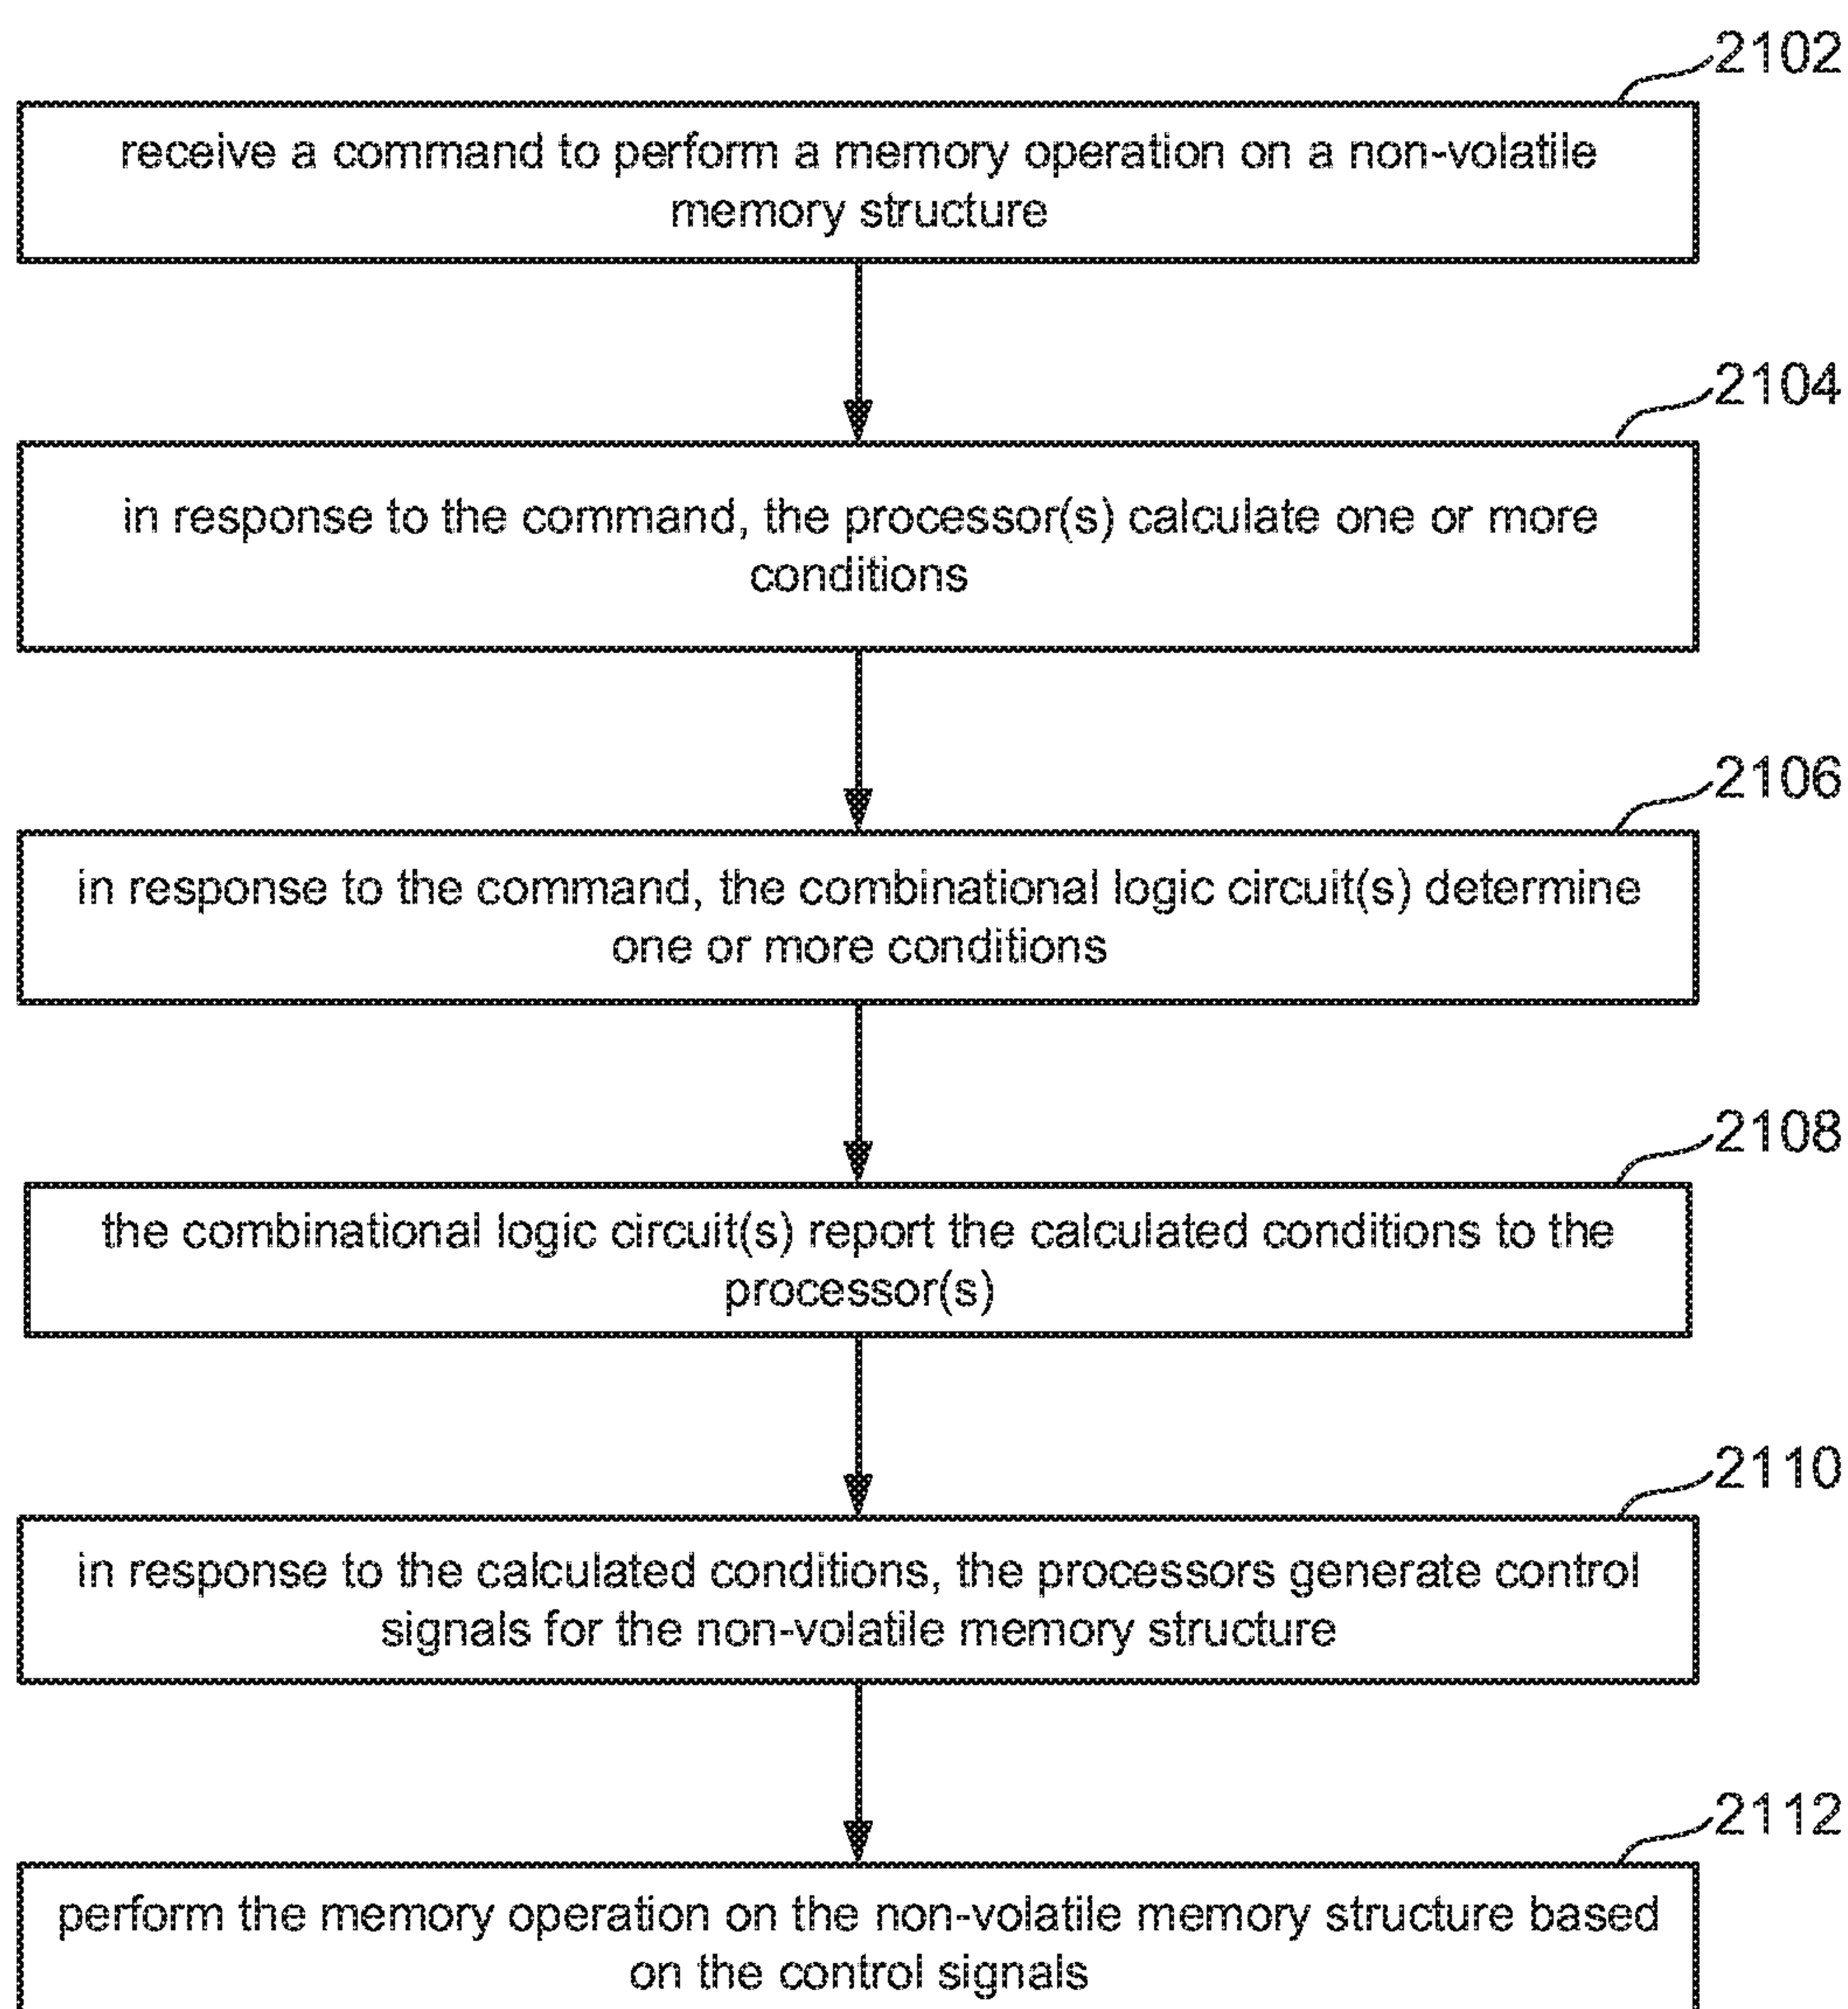 2102
receive a command to perform a memory operation on a non-volatile
memory structure
2104
in response to the command, the processor(s) calculate one or more
conditions
2106
in response to the command, the combinational logic circuit(s) determine
one or more conditions
2108
the combinational logic circuit(s) report the calculated conditions to the
processor(s)
2110
in response to the calculated conditions, the processors generate control
signals for the non-volatile memory structure
2112
perform the memory operation on the non-volatile memory structure based
on the control signals